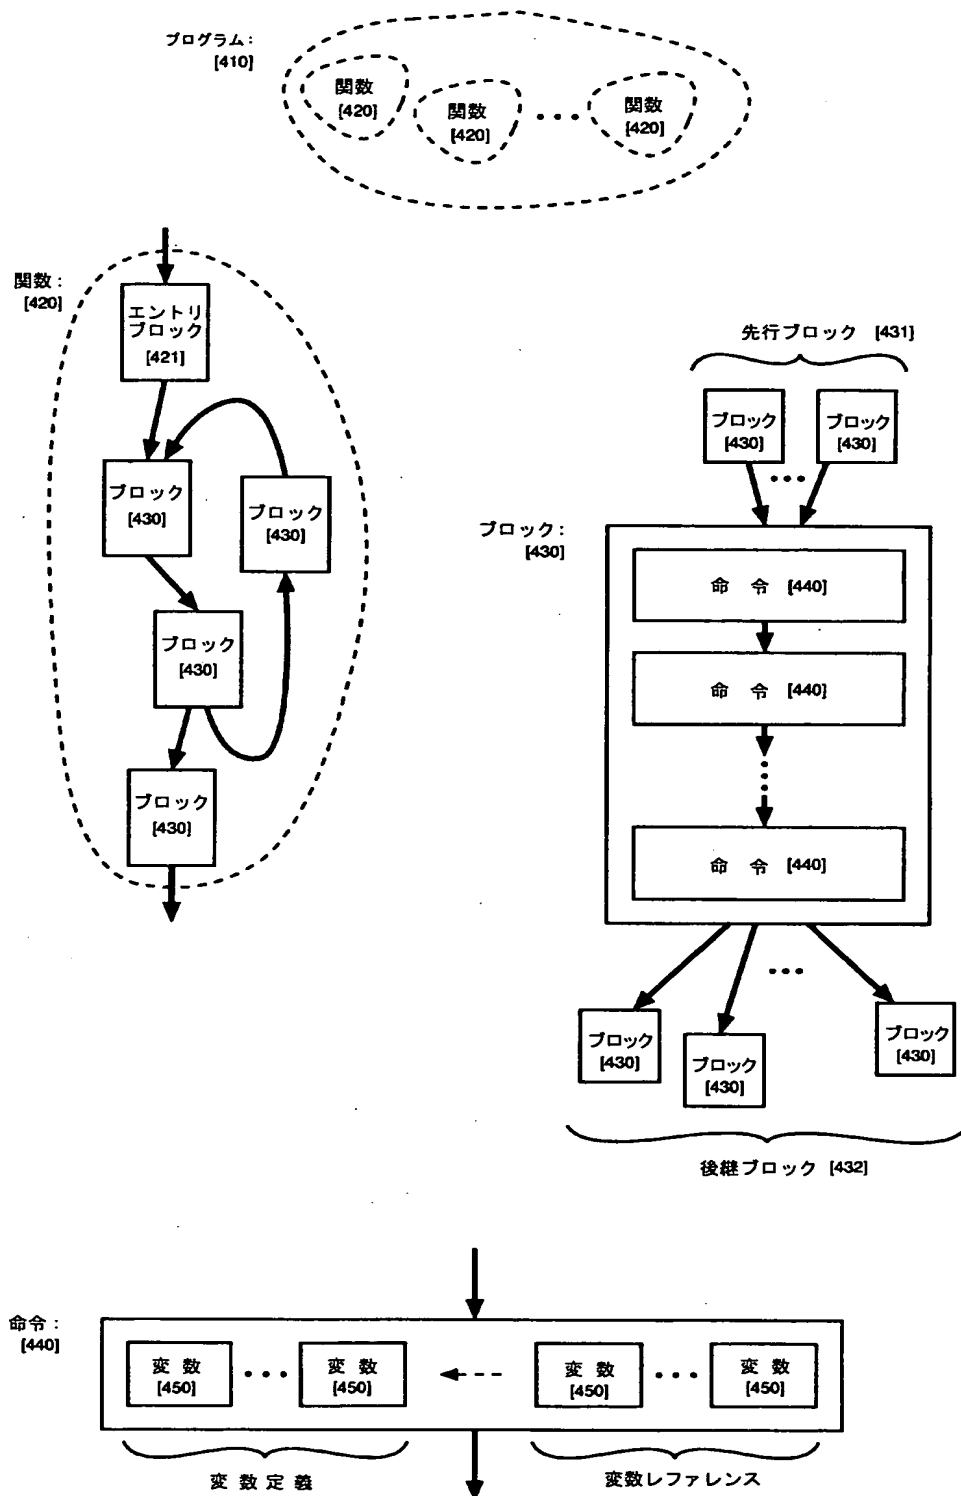 プログラム：
[410]
関数
[420]
関数
[420]
関数
[420]
関数：
[420]
エントリ
ブロック
[421]
ブロック
[430]
ブロック
[430]
ブロック
[430]
ブロック
[430]
先行ブロック [431]
ブロック
[430]
ブロック
[430]
ブロック：
[430]
命令 [440]
命令 [440]
命令 [440]
ブロック
[430]
ブロック
[430]
ブロック
[430]
後継ブロック [432]
命令：
[440]
変数
[450]
変数
[450]
変数
[450]
変数
[450]
変数定義
変数レファレンス